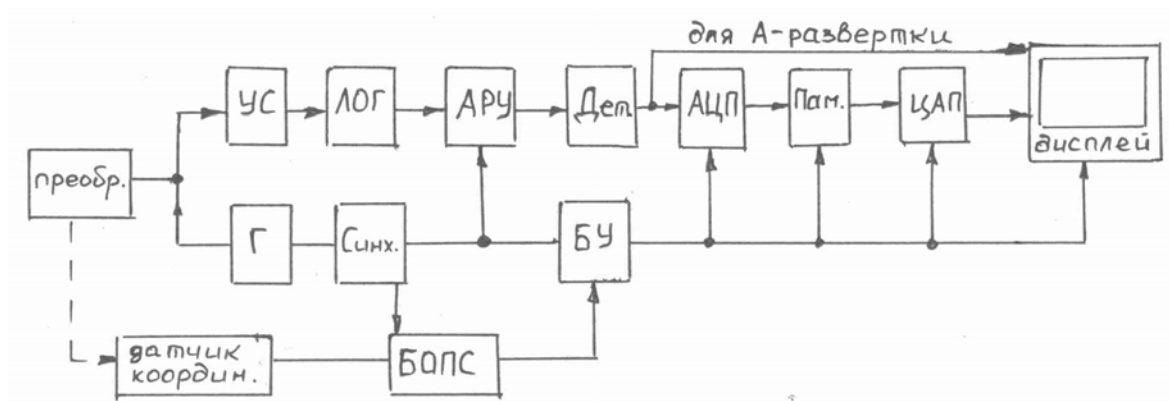 для А-развертки
УС
ЛОГ
АРУ
Дет.
АЦП
Пам.
ЦАП
дисплей
преобр.
Г
Синх.
БУ
датчик
координ.
БОПС